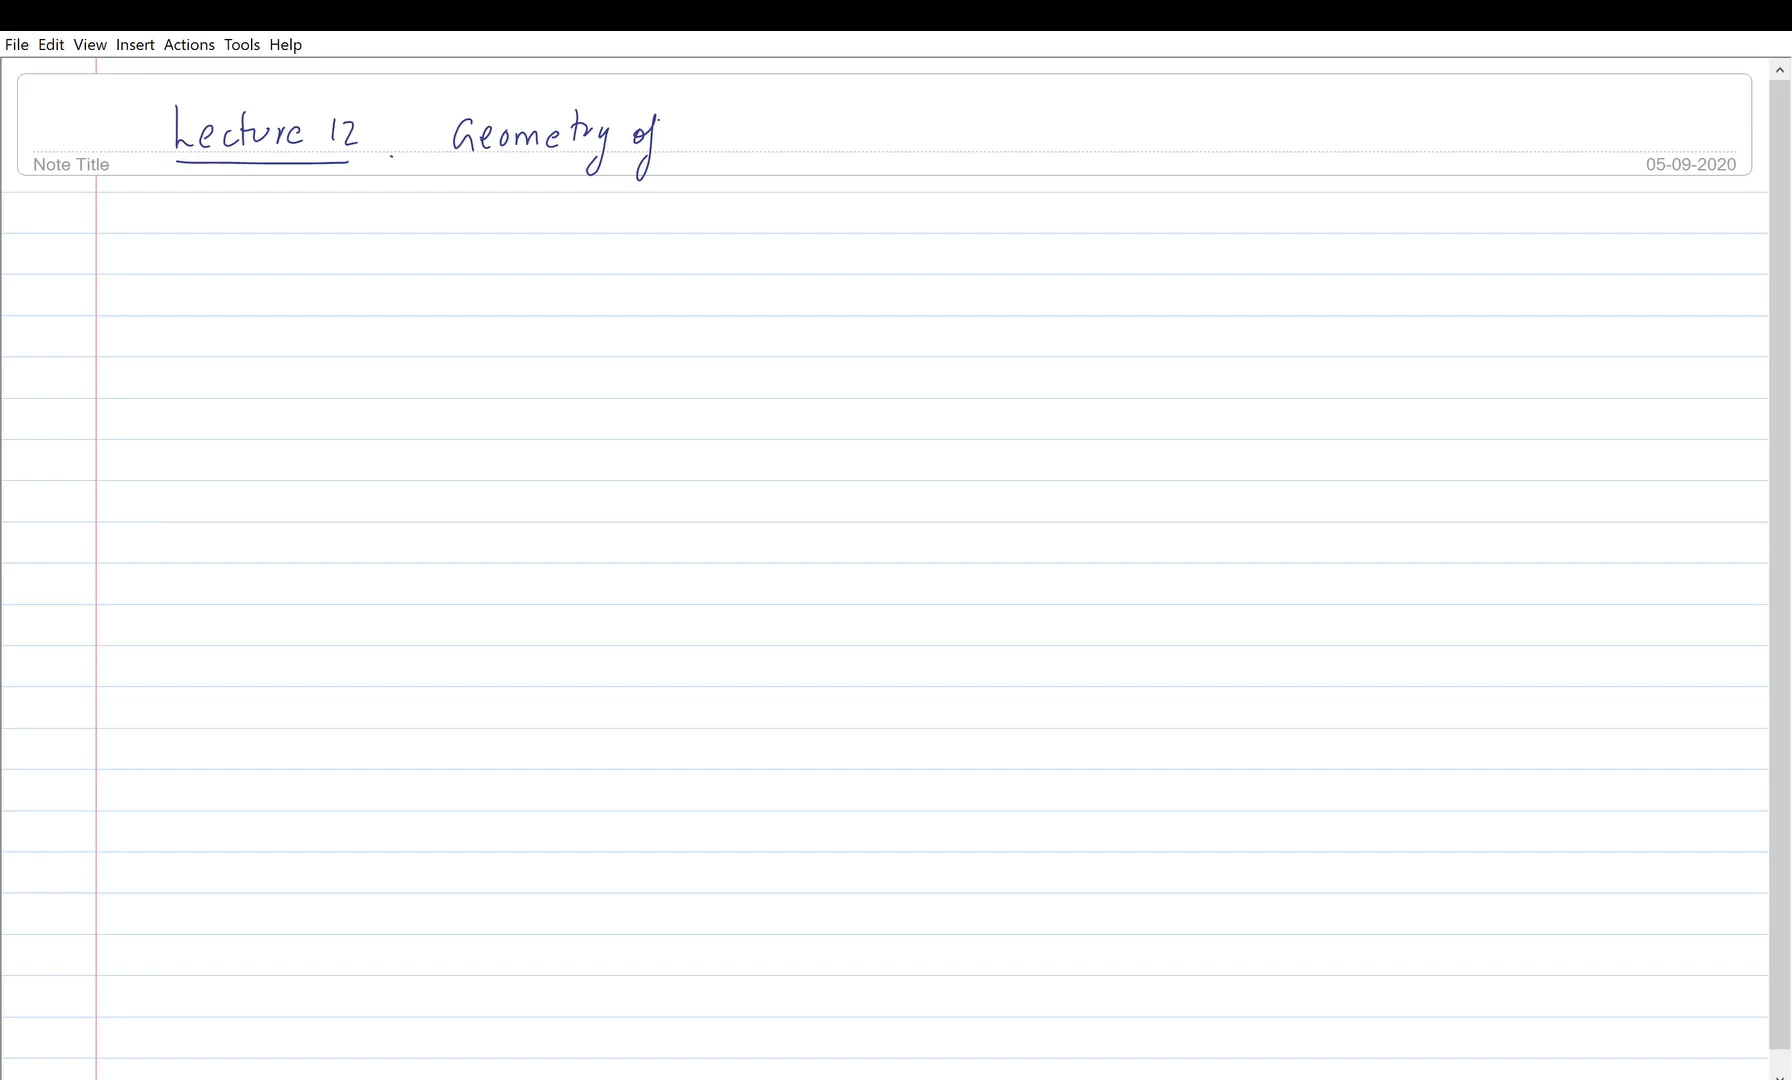 File Edit View Insert Actions Tools Help
Lecture 12. Geometry of
Note Title 05-09-2020